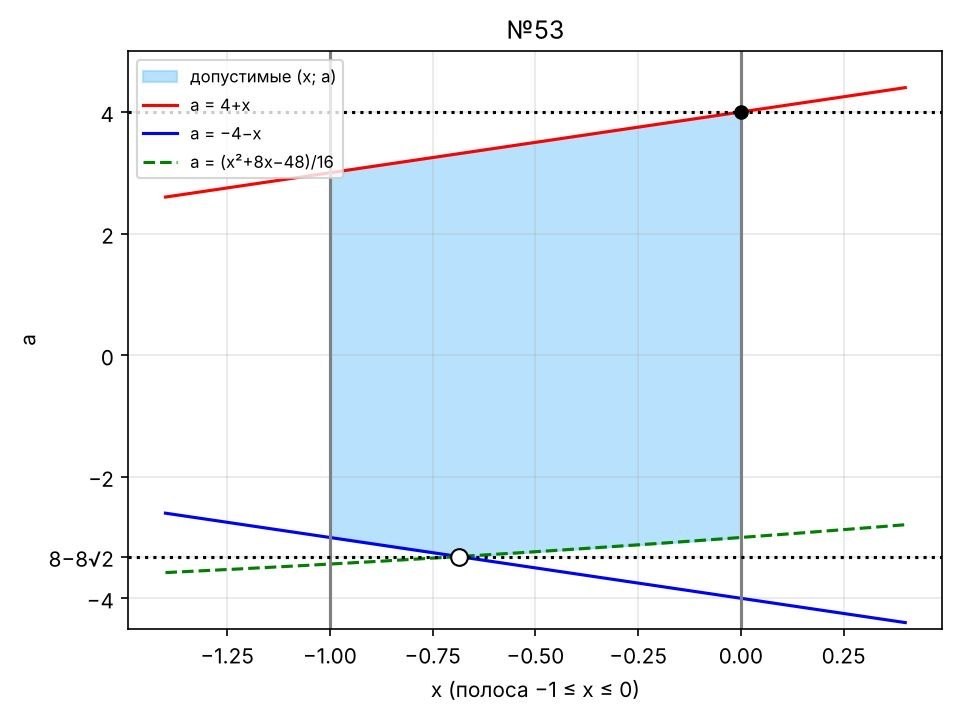 №53
допустимые (x; a)
a = 4+x
a = −4−x
a = (x²+8x−48)/16
a
4
2
0
−2
8−8√2
−4
−1.25 −1.00 −0.75 −0.50 −0.25 0.00 0.25
x (полоса −1 ≤ x ≤ 0)